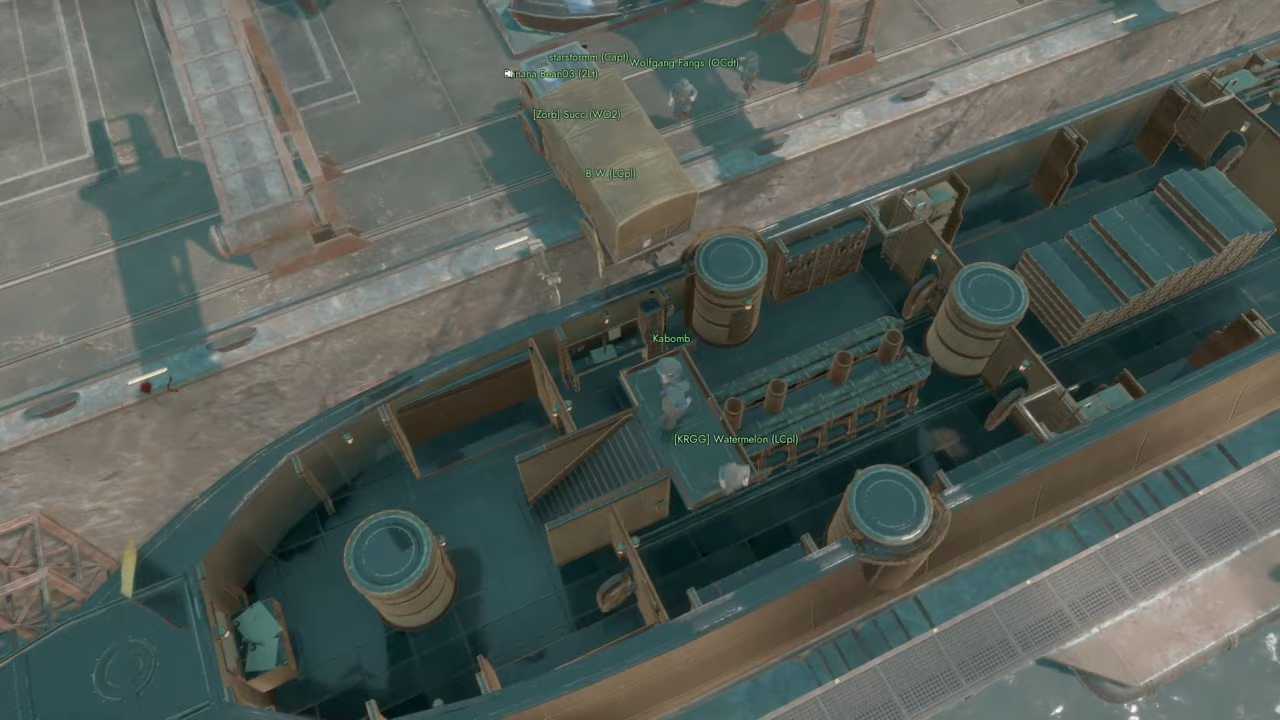 starstormm (Capt)
Wolfgang Fangs (OCdt)
Banana Bean03 (2Lt)
[Zorb] Succ (WO2)
B W (LCpl)
Kabomb
[KRGG] Watermelon (LCpl)